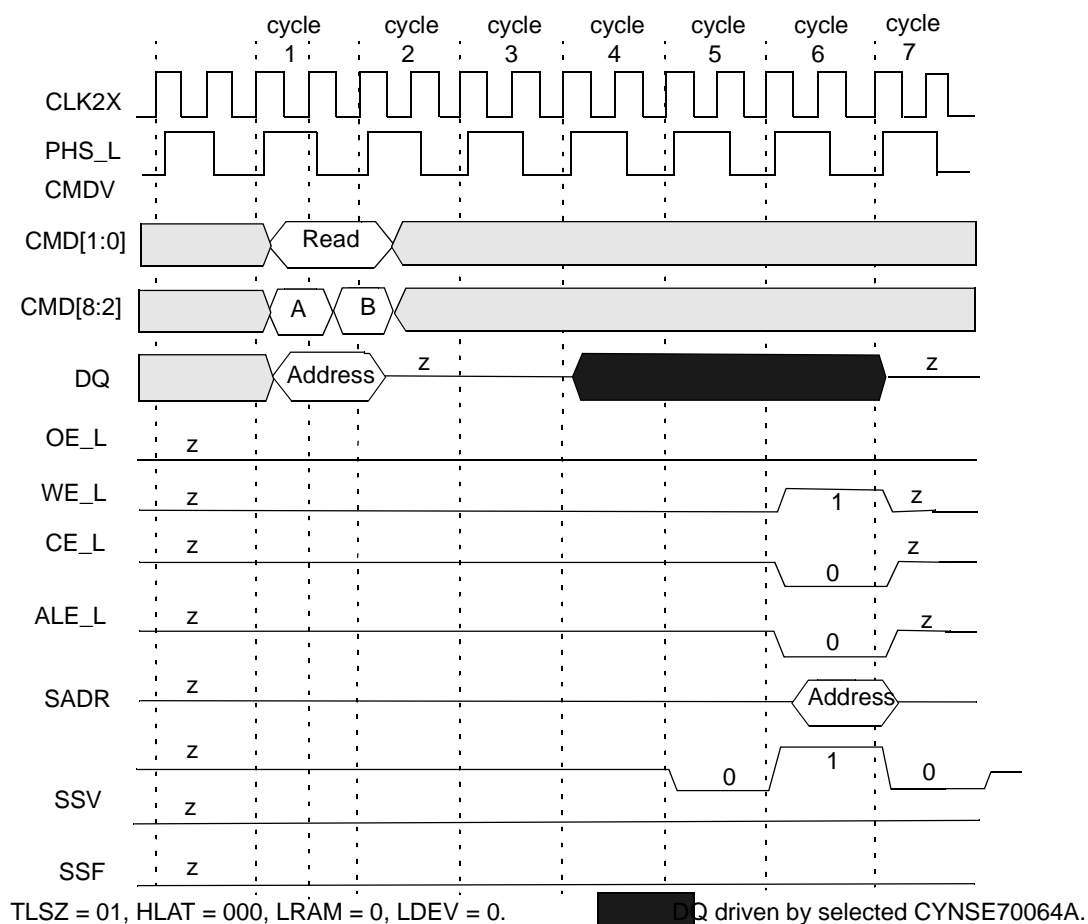 cycle cycle cycle cycle cycle cycle cycle
1 2 3 4 5 6 7
CLK2X
PHS_L
CMDV
CMD[1:0] Read
CMD[8:2] A B
DQ Address z z
OE_L z
WE_L z 1 z
CE_L z 0 z
ALE_L z 0 z
SADR z Address
z 0 1 0
SSV z
SSF z
TLSZ = 01, HLAT = 000, LRAM = 0, LDEV = 0. DQ driven by selected CYNSE70064A.